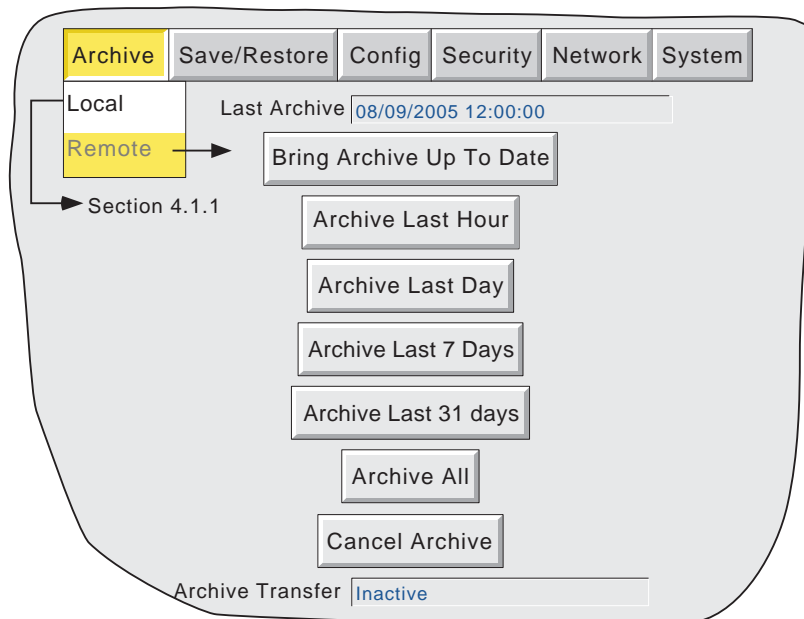 Archive Save/Restore Config Security Network System
Local
Last Archive 08/09/2005 12:00:00
Remote
Bring Archive Up To Date
Section 4.1.1
Archive Last Hour
Archive Last Day
Archive Last 7 Days
Archive Last 31 days
Archive All
Cancel Archive
Archive Transfer Inactive